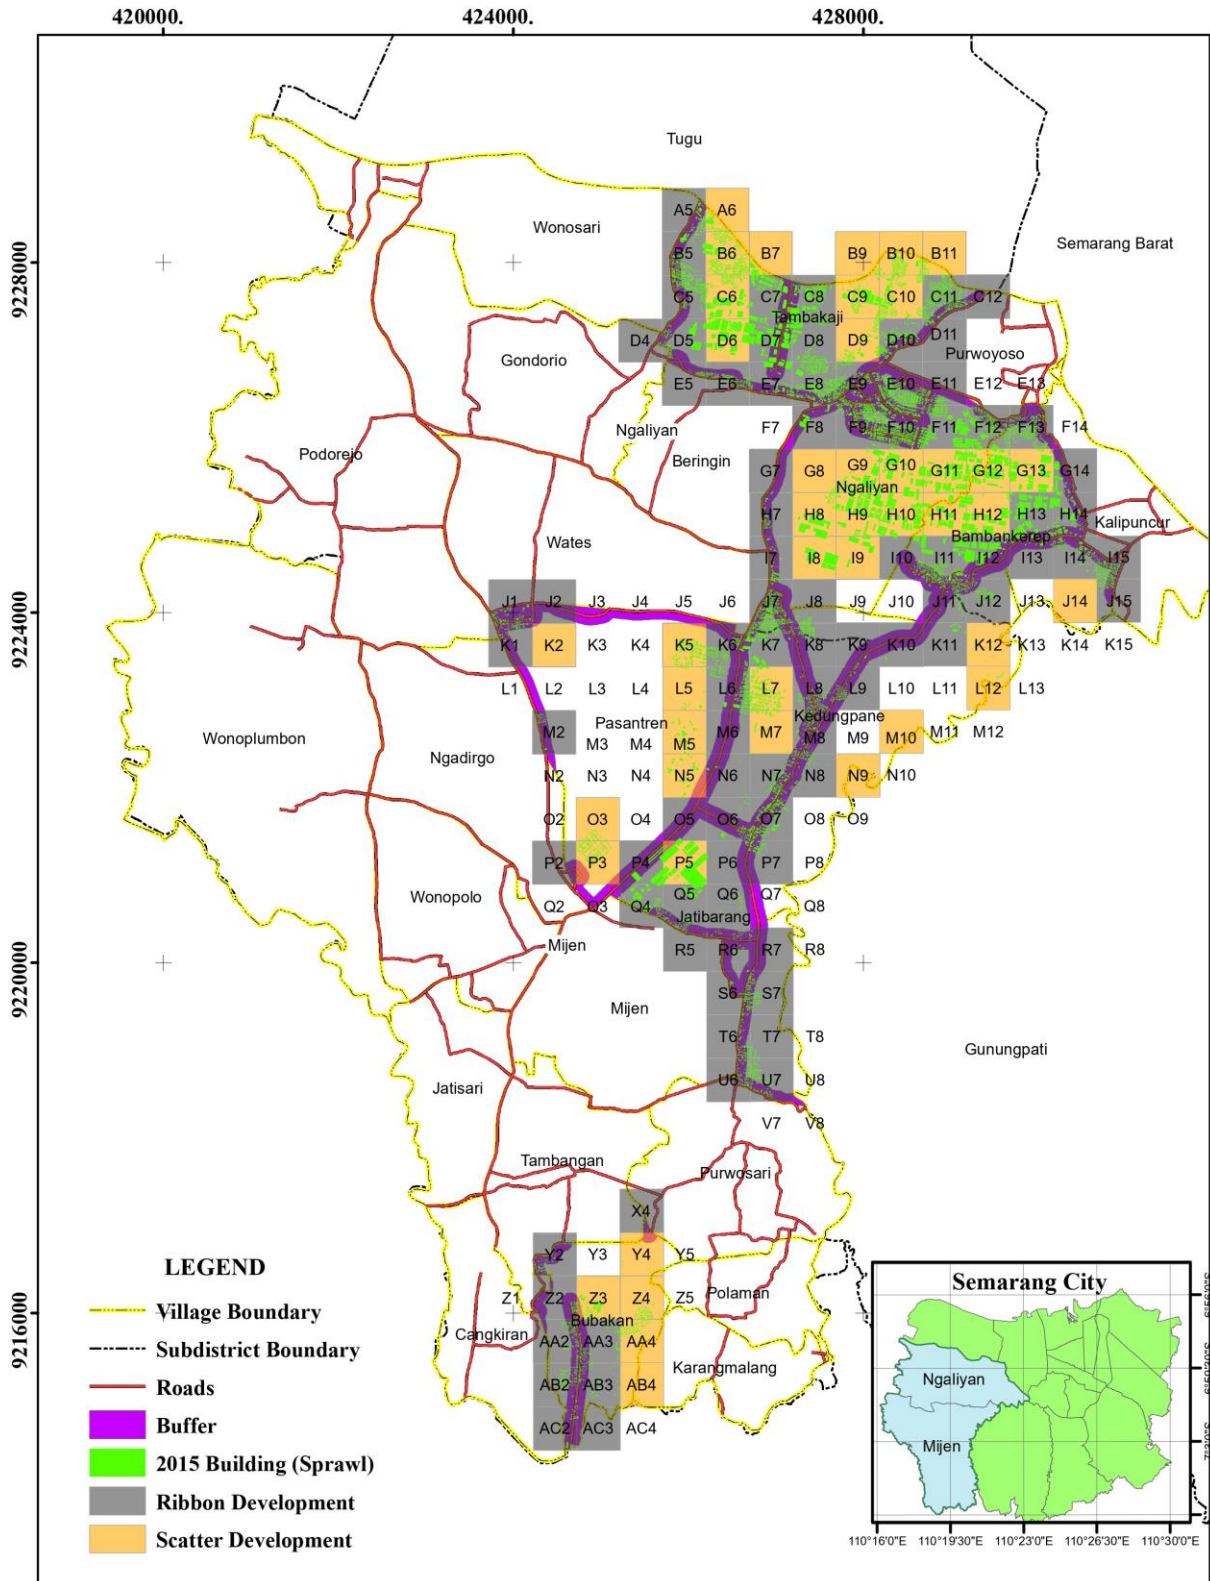 420000. 424000. 428000.
Tugu
A5 A6
Wonosari
Semarang Barat
B5 B6 B7 B9 B10 B11
9228000
C5 C6 C7 C8 C9 C10 C11 C12
Tambakaji
D4 D5 D6 D7 D8 D9 D10 D11
Purwoyoso
Gondorio
E5 E6 E7 E8 E9 E10 E11 E12 E13
Ngaliyan
F7 F8 F9 F10 F11 F12 F13 F14
Podorejo
Beringin
G7 G8 G9 G10 G11 G12 G13 G14
Ngaliyan
H7 H8 H9 H10 H11 H12 H13 H14
Kalipuncur
Wates
Bambankerep
I7 I8 I9 I10 I11 I12 I13 I14 I15
9224000
J1 J2 J3 J4 J5 J6 J7 J8 J9 J10 J11 J12 J13 J14 J15
K1 K2 K3 K4 K5 K6 K7 K8 K9 K10 K11 K12 K13 K14 K15
L1 L2 L3 L4 L5 L6 L7 L8 L9 L10 L11 L12 L13
Pasantren
Kedungpane
Wonoplumbon
M2 M3 M4 M5 M6 M7 M8 M9 M10 M11 M12
Ngadirgo
N2 N3 N4 N5 N6 N7 N8 N9 N10
O2 O3 O4 O5 O6 O7 O8 O9
P2 P3 P4 P5 P6 P7 P8
Wonopolo
Q2 Q3 Q4 Q5 Q6 Q7 Q8
Jatibarang
Mijen
R5 R6 R7 R8
9220000
S6 S7
Mijen
T6 T7 T8
Gunungpati
Jatisari
U6 U7 U8
V7 V8
Tambangan
Purwosari
X4
Y2 Y3 Y4 Y5
Z1 Z2 Z3 Z4 Z5
Polaman
9216000
Bubakan
Cangkiran
AA2 AA3 AA4
Karangmalang
AB2 AB3 AB4
AC2 AC3 AC4
LEGEND
Village Boundary
Subdistrict Boundary
Roads
Buffer
2015 Building (Sprawl)
Ribbon Development
Scatter Development
Semarang City
Ngaliyan
Mijen
110°16'0"E 110°19'30"E 110°23'0"E 110°26'30"E 110°30'0"E